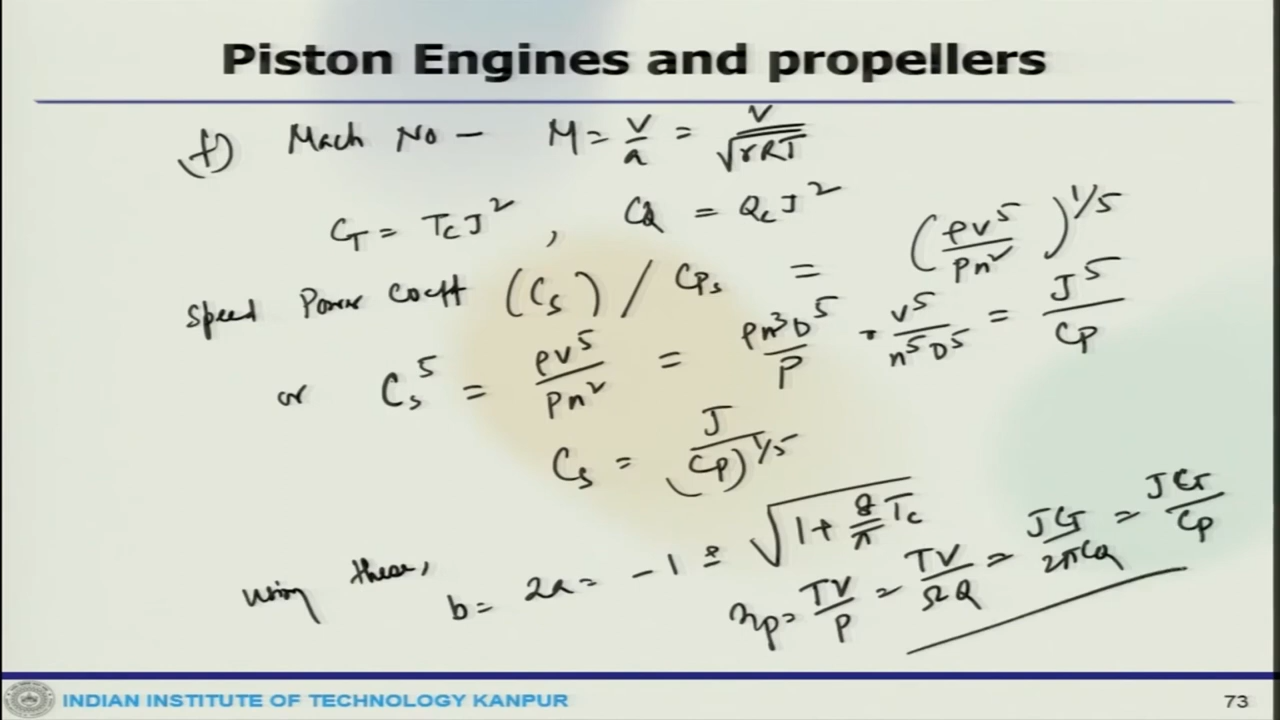 Piston Engines and propellers
(f) Mach No - M = V/a = V/√(γRT)
C_T = T_c J², C_Q = Q_c J²
Speed Power coeff (C_s) / C_Ps = (ρV⁵/Pn²)^1/5
or C_s⁵ = ρV⁵/Pn² = ρn³D⁵/P · V⁵/n⁵D⁵ = J⁵/C_P
C_s = J/(C_P)^1/5
using these, b = 2a = -1 ± √(1 + 8/π T_c)
η_P = TV/P = TV/ΩQ = JC_T/2πC_Q = JC_T/C_P
INDIAN INSTITUTE OF TECHNOLOGY KANPUR
73